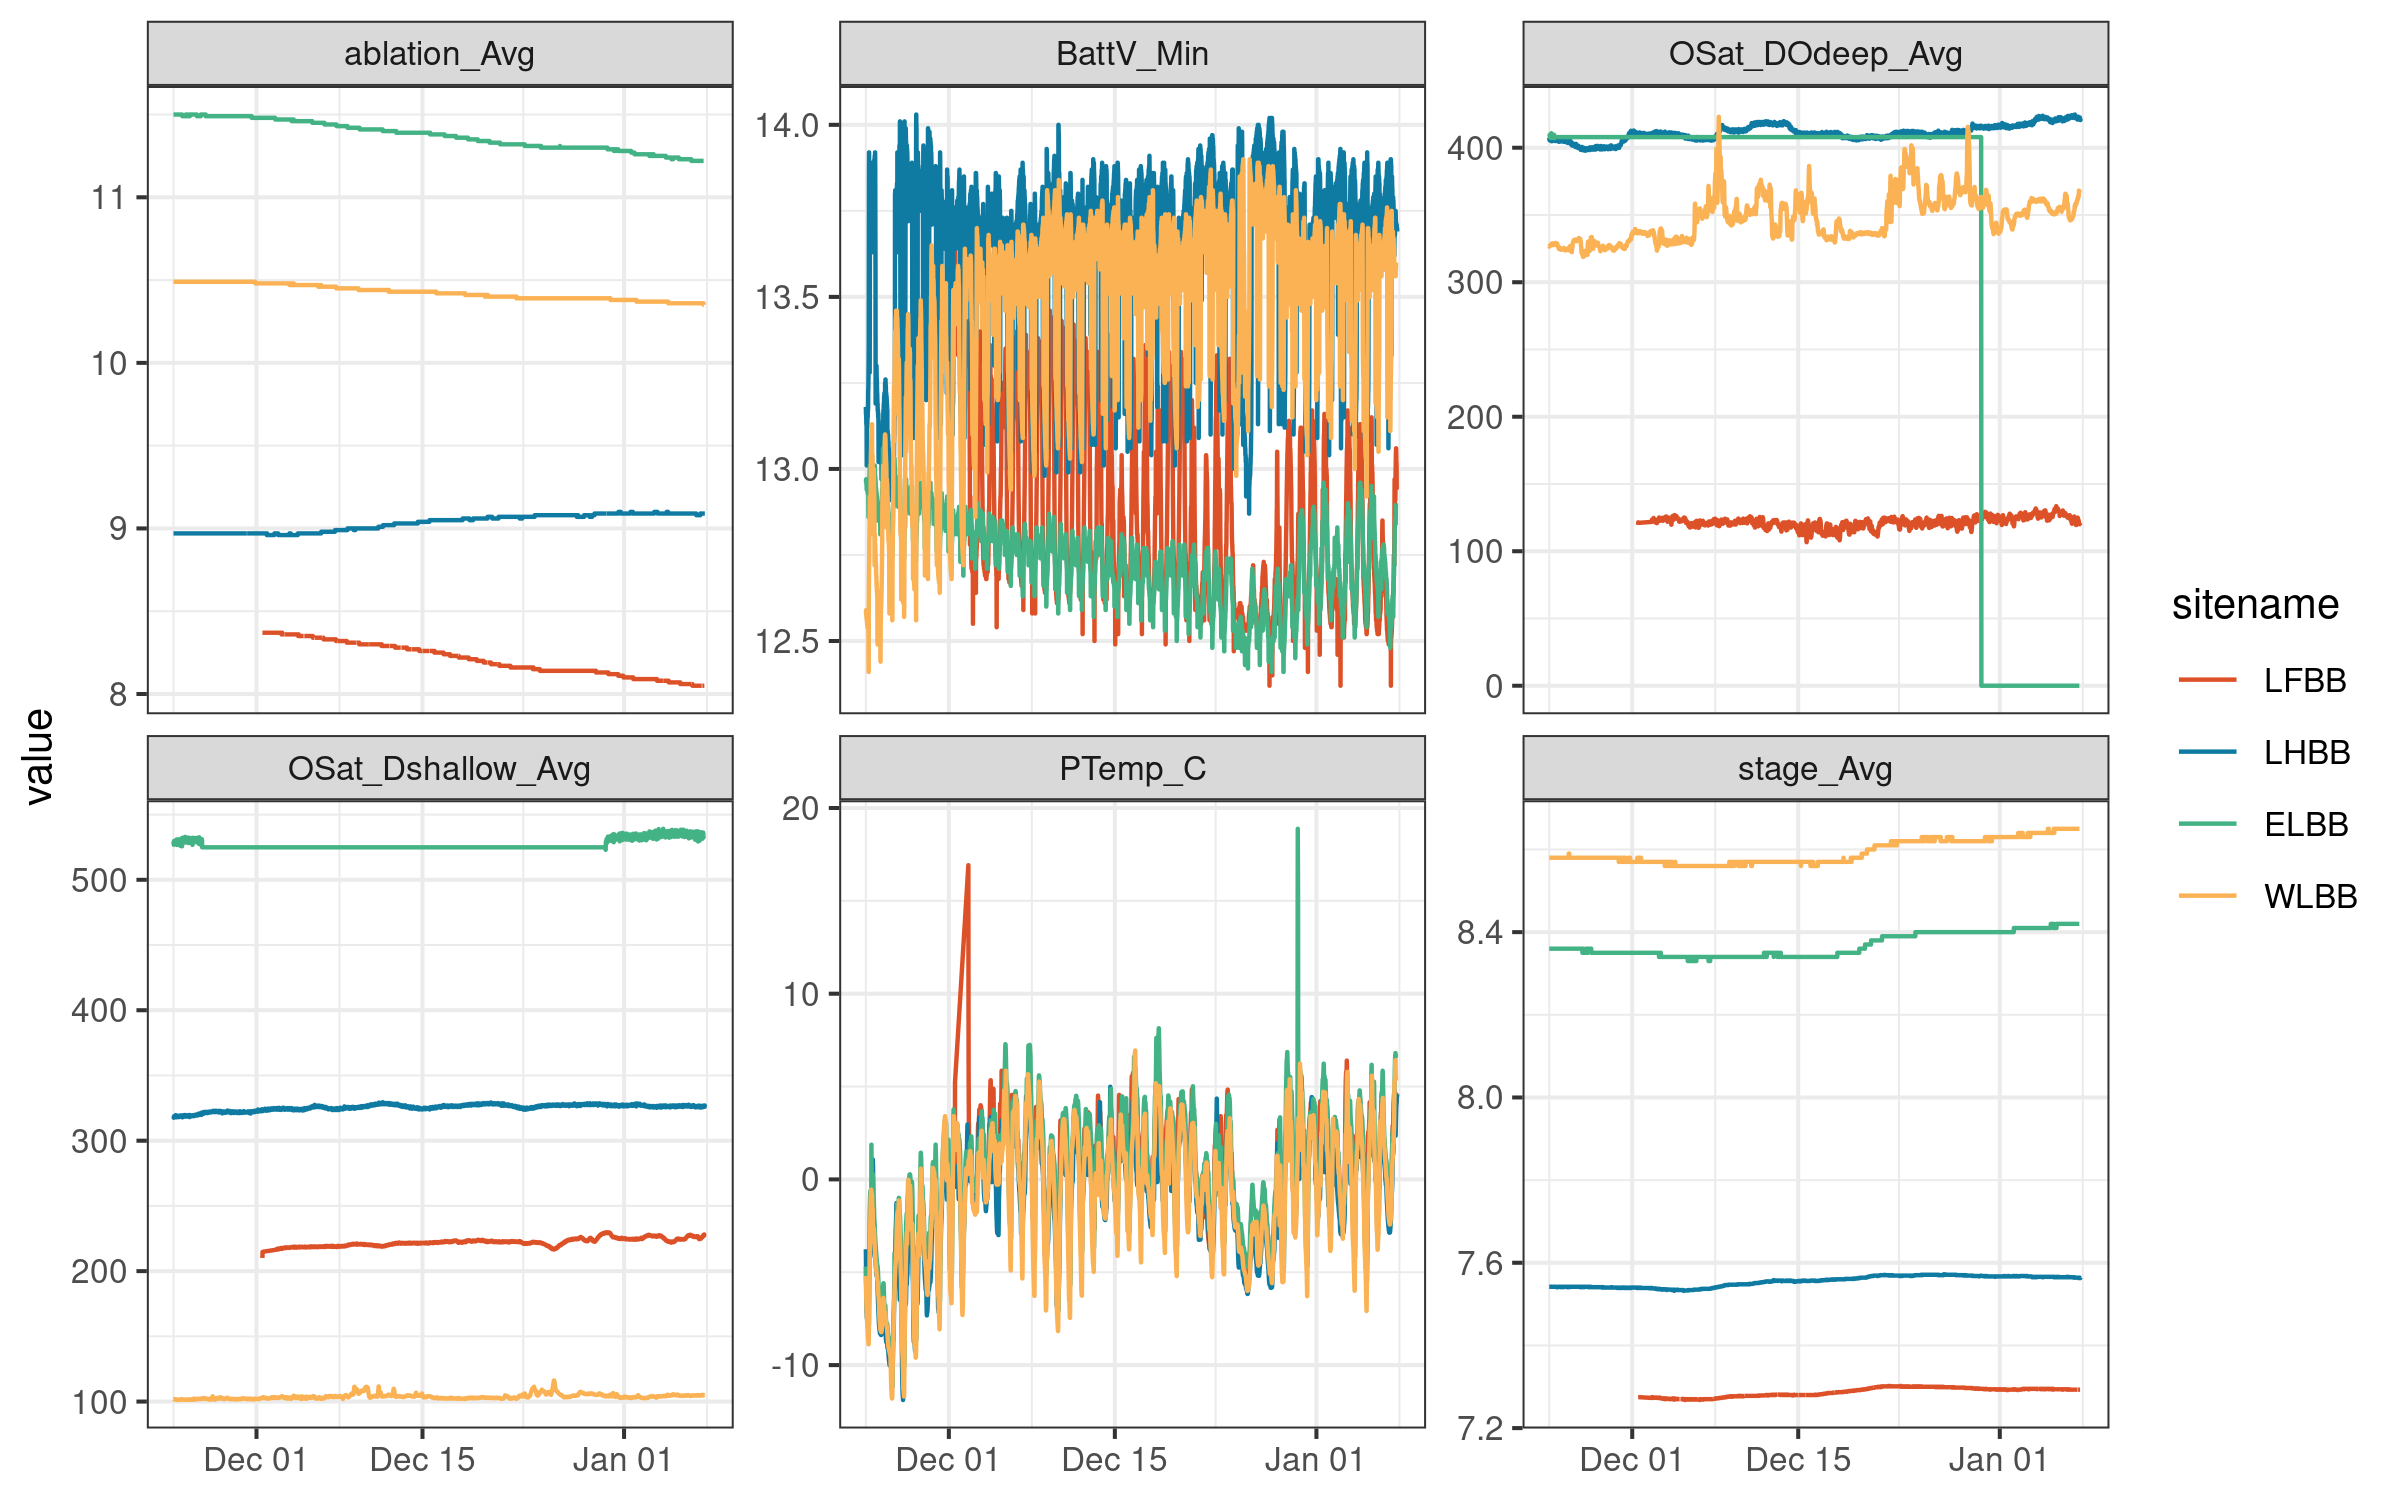 ablation_Avg
BattV_Min
OSat_DOdeep_Avg
11
10
9
8
14.0
13.5
13.0
12.5
400
300
200
100
0
value
OSat_Dshallow_Avg
PTemp_C
stage_Avg
500
400
300
200
100
20
10
0
-10
8.4
8.0
7.6
7.2
Dec 01 Dec 15 Jan 01
Dec 01 Dec 15 Jan 01
Dec 01 Dec 15 Jan 01
sitename
LFBB
LHBB
ELBB
WLBB